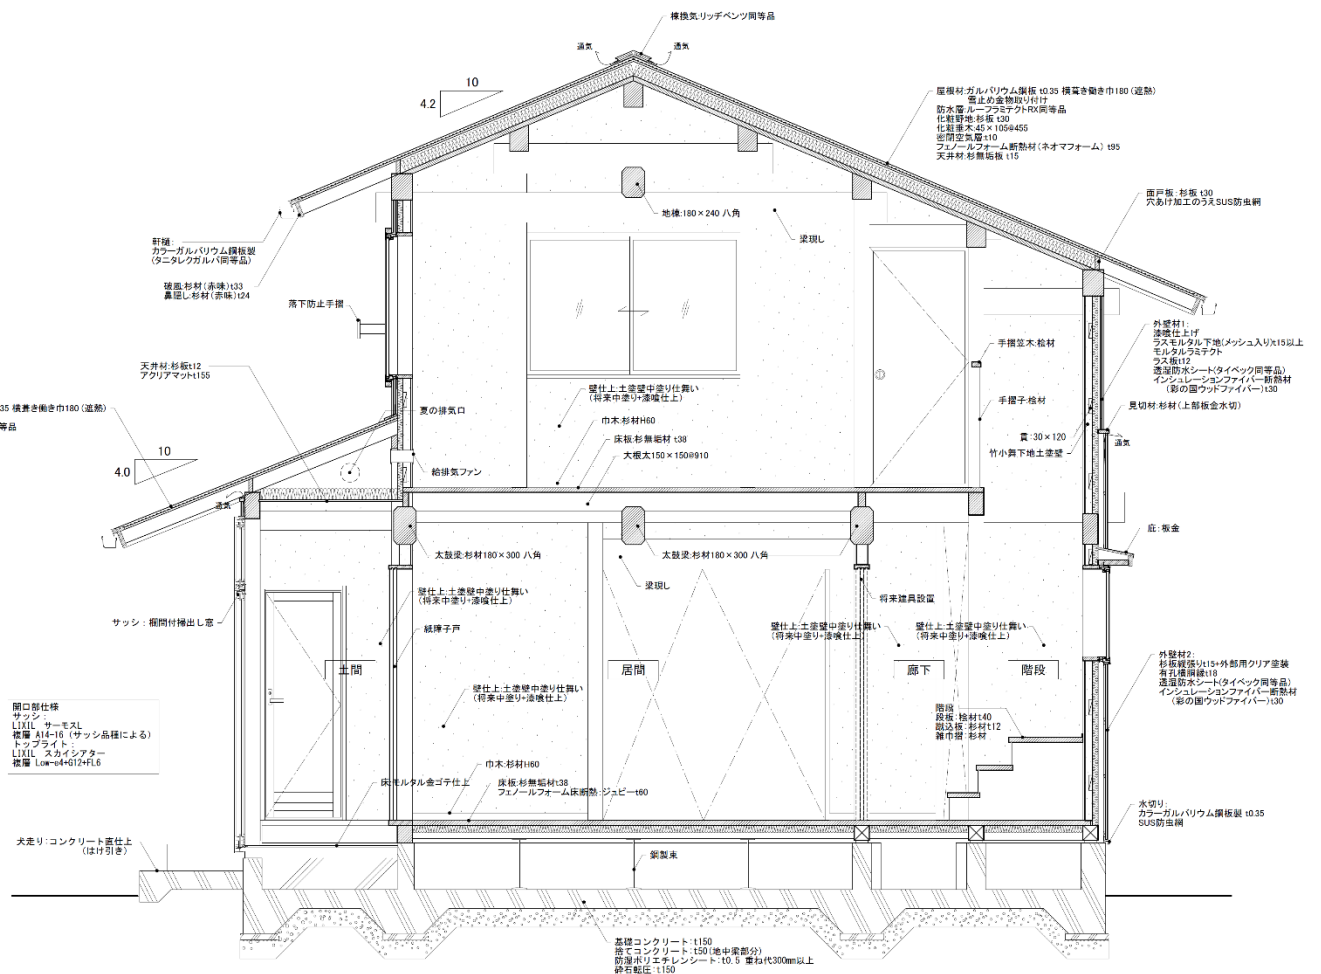 棟換気:リッヂベンツ同等品
通気
通気
10
4.2
屋根材:ガルバリウム鋼板 t0.35 横葺き働き巾180(遮熱)
雪止め金物取り付け
防水層:ルーフラミテクトRX同等品
化粧野地:杉板 t30
化粧垂木:45×105@455
密閉空気層:t10
フェノールフォーム断熱材(ネオマフォーム) t95
天井材:杉無垢板 t15
面戸板:杉板 t30
穴あけ加工のうえSUS防虫網
地棟:180×240 八角
梁現し
軒樋:
カラーガルバリウム鋼板製
(タニタレクガルバ同等品)
破風:杉材(赤味)t33
鼻隠し:杉材(赤味)t24
落下防止手摺
外壁材1:
漆喰仕上げ
ラスモルタル下地(メッシュ入り)t15以上
モルタルラミテクト
ラス板t12
透湿防水シート(タイベック同等品)
インシュレーションファイバー断熱材
(彩の国ウッドファイバー)t30
手摺笠木:桧材
天井材:杉板t12
アクリアマットt155
壁仕上:土塗壁中塗り仕舞い
(将来中塗り+漆喰仕上)
手摺子:桧材
見切材:杉材(上部板金水切)
35 横葺き働き巾180(遮熱)
等品
夏の排気口
巾木:杉材H60
床板:杉無垢材 t38
大根太150×150@910
貫:30×120
竹小舞下地土塗壁
通気
10
4.0
給排気ファン
通気
庇:板金
太鼓梁:杉材180×300 八角
太鼓梁:杉材180×300 八角
梁現し
壁仕上:土塗壁中塗り仕舞い
(将来中塗り+漆喰仕上)
将来建具設置
サッシ:欄間付掃出し窓
紙障子戸
壁仕上:土塗壁中塗り仕舞い
(将来中塗り+漆喰仕上)
壁仕上:土塗壁中塗り仕舞い
(将来中塗り+漆喰仕上)
土間
居間
廊下
階段
外壁材2:
杉板縦張りt15+外部用クリア塗装
有孔横胴縁t18
透湿防水シート(タイベック同等品)
インシュレーションファイバー断熱材
(彩の国ウッドファイバー)t30
壁仕上:土塗壁中塗り仕舞い
(将来中塗り+漆喰仕上)
開口部仕様
サッシ:
LIXIL サーモスL
複層 A14-16 (サッシ品種による)
トップライト:
LIXIL スカイシアター
複層 Low-e4+G12+FL6
階段
段板:桧材t40
蹴込板:杉材t12
雑巾摺:杉材
巾木:杉材H60
床:モルタル金ゴテ仕上
床板:杉無垢材t38
フェノールフォーム床断熱:ジュピーt60
水切り:
カラーガルバリウム鋼板製 t0.35
SUS防虫網
犬走り:コンクリート直仕上
(はけ引き)
鋼製束
基礎コンクリート:t150
捨てコンクリート:t50(地中梁部分)
防湿ポリエチレンシート:t0.5 重ね代300mm以上
砕石転圧:t150